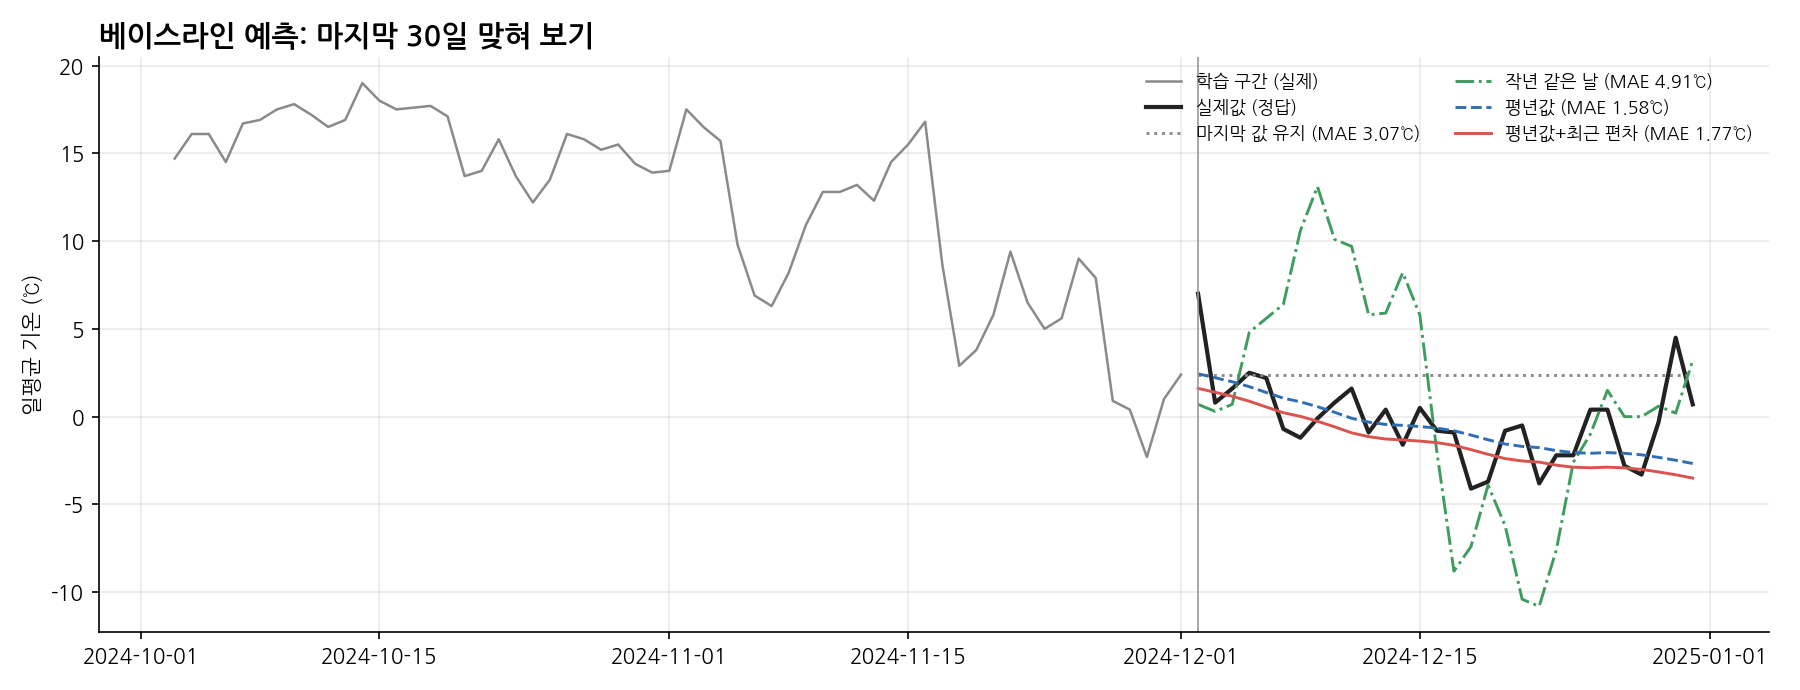 베이스라인 예측: 마지막 30일 맞혀 보기
학습 구간 (실제)
실제값 (정답)
마지막 값 유지 (MAE 3.07℃)
작년 같은 날 (MAE 4.91℃)
평년값 (MAE 1.58℃)
평년값+최근 편차 (MAE 1.77℃)
일평균 기온 (℃)
20
15
10
5
0
-5
-10
2024-10-01
2024-10-15
2024-11-01
2024-11-15
2024-12-01
2024-12-15
2025-01-01